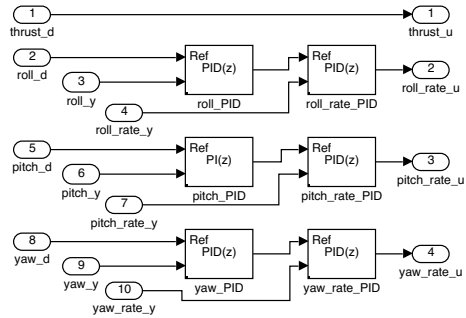 1
thrust_d
1
thrust_u
2
roll_d
3
roll_y
4
roll_rate_y
Ref
PID(z)
roll_PID
Ref
PID(z)
roll_rate_PID
2
roll_rate_u
5
pitch_d
6
pitch_y
7
pitch_rate_y
Ref
PI(z)
pitch_PID
Ref
PID(z)
pitch_rate_PID
3
pitch_rate_u
8
yaw_d
9
yaw_y
10
yaw_rate_y
Ref
PID(z)
yaw_PID
Ref
PID(z)
yaw_rate_PID
4
yaw_rate_u